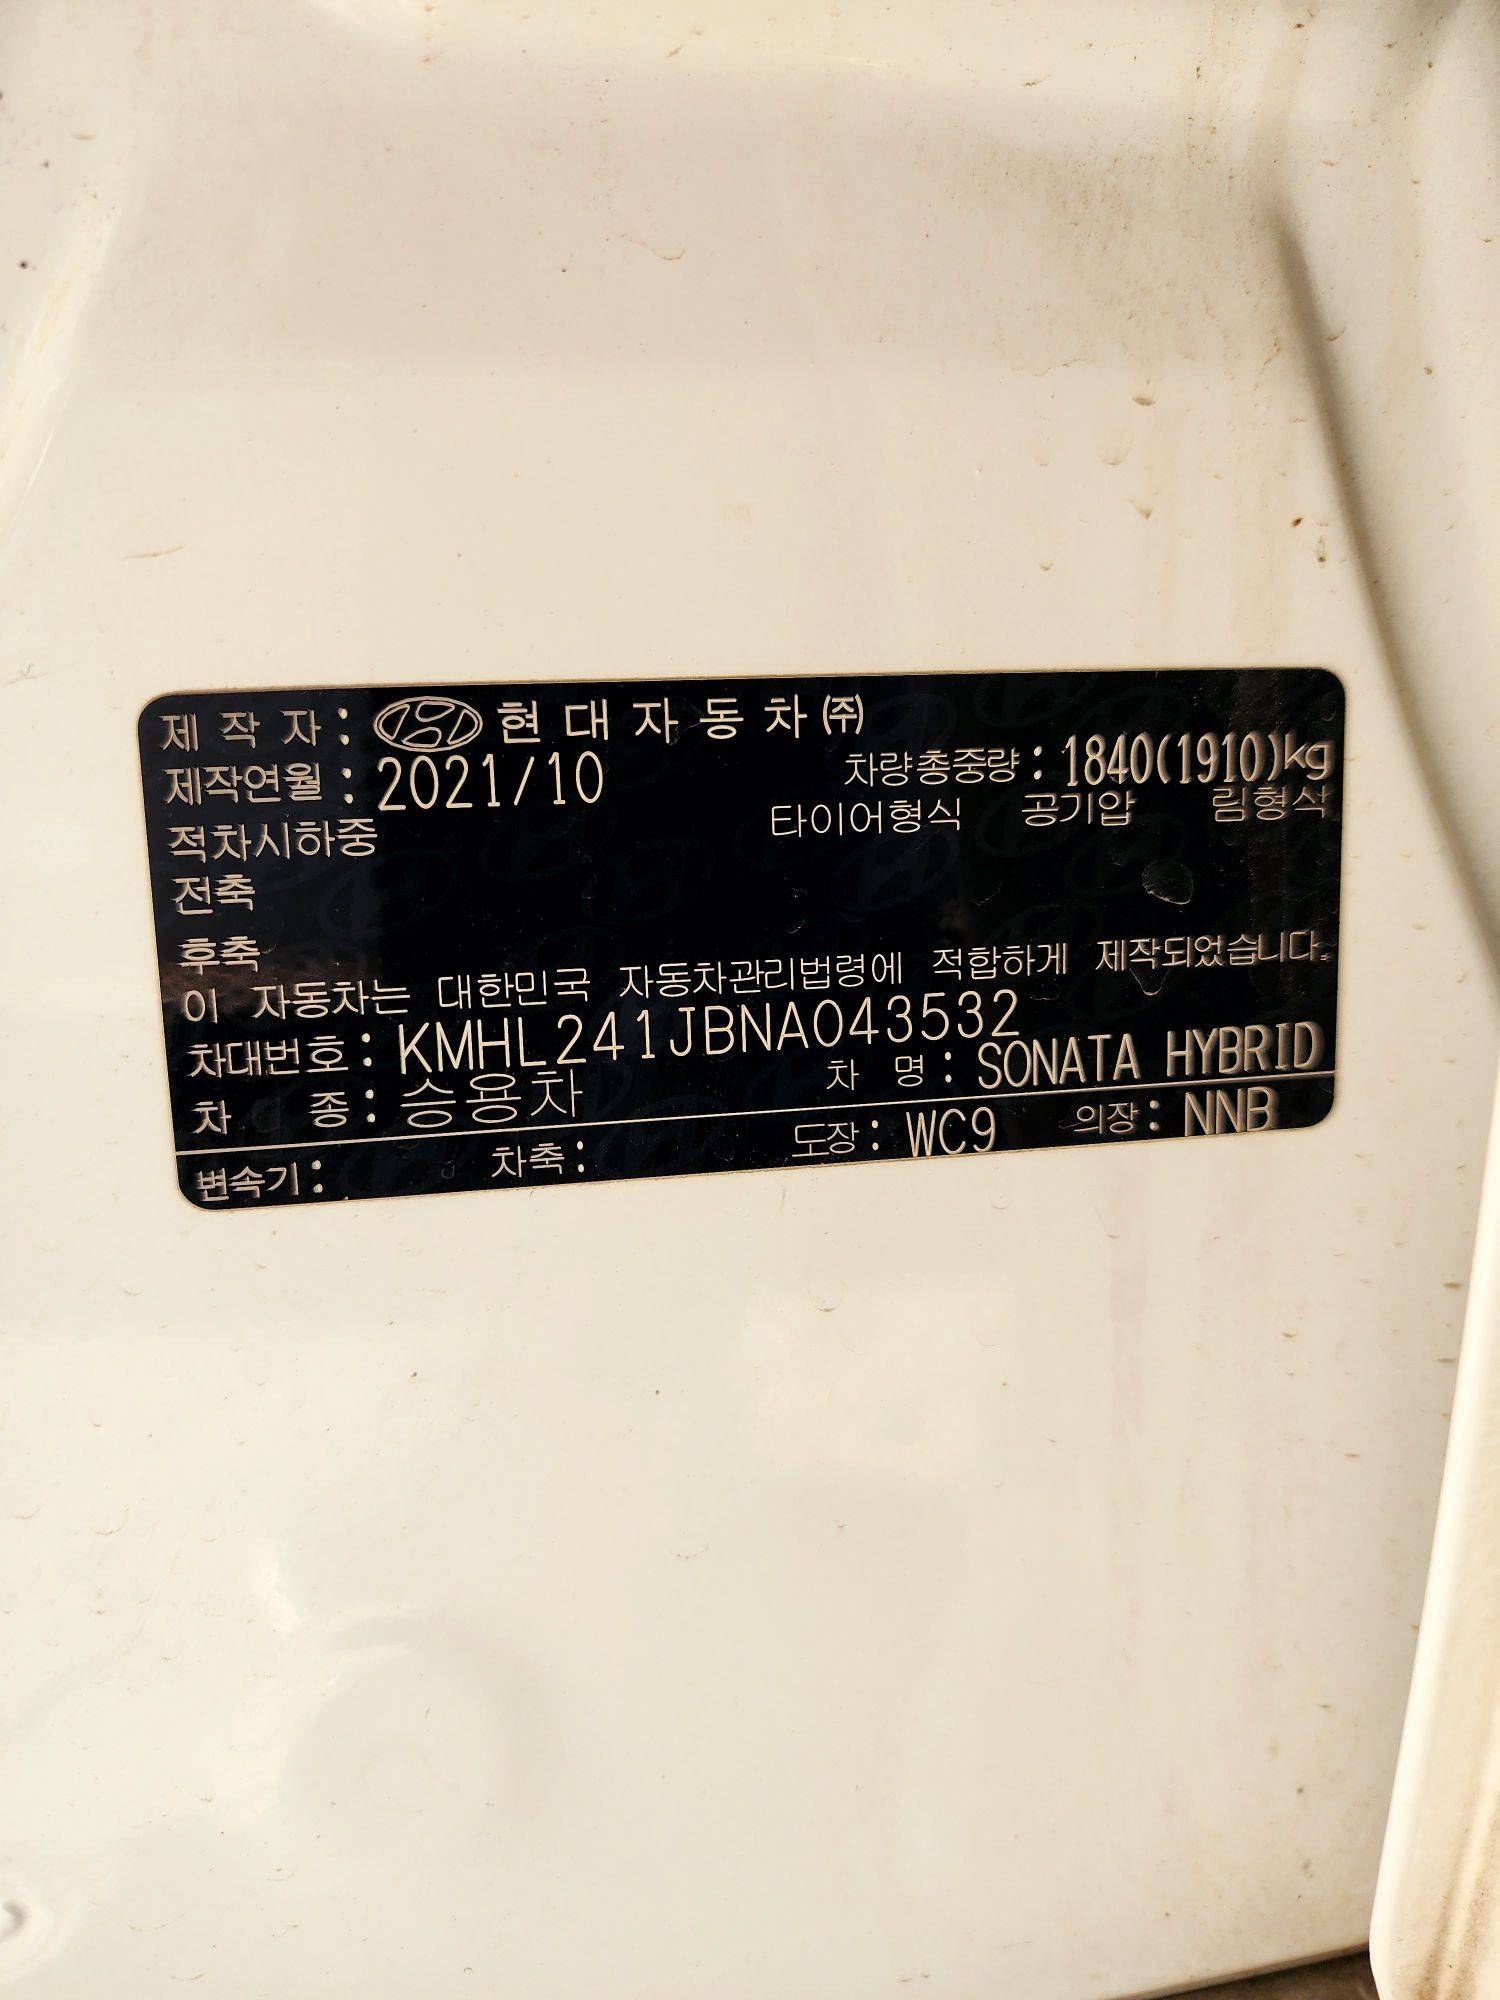 제 작 자 : 현 대 자 동 차 ㈜
제작연월 : 2021/10 차량총중량 : 1840(1910)kg
적차시하중 타이어형식 공기압 림형식
전축
후축
이 자동차는 대한민국 자동차관리법령에 적합하게 제작되었습니다.
차대번호 : KMHL241JBNA043532
차 종 : 승용차 차 명 : SONATA HYBRID
변속기 : 차축 : 도장 : WC9 의장 : NNB